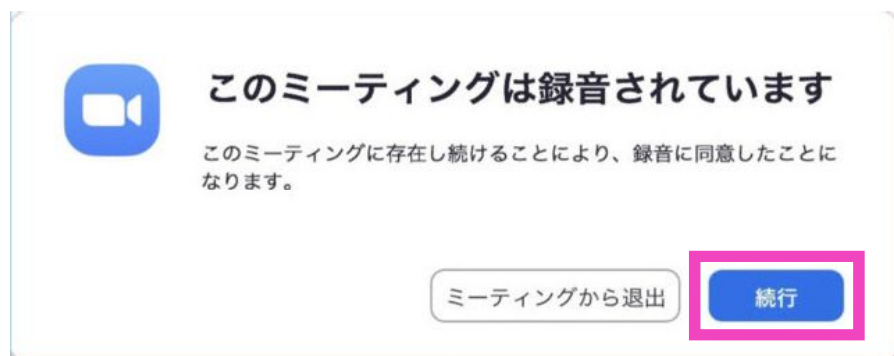 このミーティングは録音されています
このミーティングに存在し続けることにより、録音に同意したことに
なります。
ミーティングから退出
続行